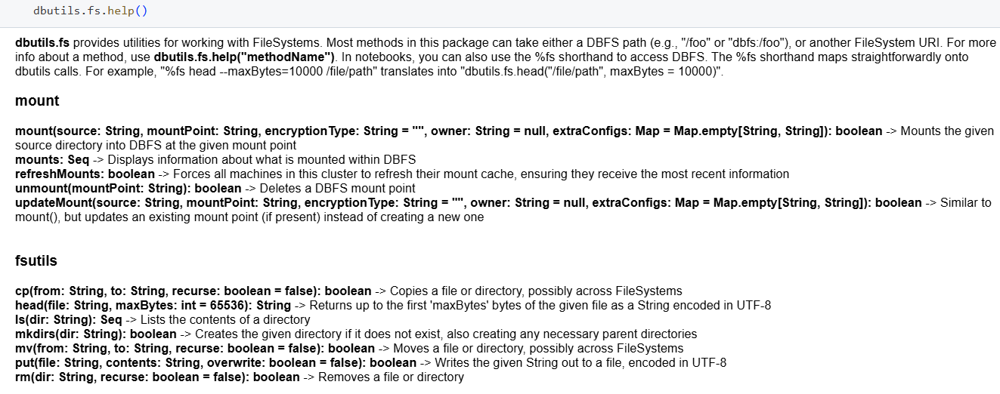 dbutils.fs.help()
dbutils.fs provides utilities for working with FileSystems. Most methods in this package can take either a DBFS path (e.g., "/foo" or "dbfs:/foo"), or another FileSystem URI. For more
info about a method, use dbutils.fs.help("methodName"). In notebooks, you can also use the %fs shorthand to access DBFS. The %fs shorthand maps straightforwardly onto
dbutils calls. For example, "%fs head --maxBytes=10000 /file/path" translates into "dbutils.fs.head("/file/path", maxBytes = 10000)".
mount
mount(source: String, mountPoint: String, encryptionType: String = "", owner: String = null, extraConfigs: Map = Map.empty[String, String]): boolean -> Mounts the given
source directory into DBFS at the given mount point
mounts: Seq -> Displays information about what is mounted within DBFS
refreshMounts: boolean -> Forces all machines in this cluster to refresh their mount cache, ensuring they receive the most recent information
unmount(mountPoint: String): boolean -> Deletes a DBFS mount point
updateMount(source: String, mountPoint: String, encryptionType: String = "", owner: String = null, extraConfigs: Map = Map.empty[String, String]): boolean -> Similar to
mount(), but updates an existing mount point (if present) instead of creating a new one
fsutils
cp(from: String, to: String, recurse: boolean = false): boolean -> Copies a file or directory, possibly across FileSystems
head(file: String, maxBytes: int = 65536): String -> Returns up to the first 'maxBytes' bytes of the given file as a String encoded in UTF-8
ls(dir: String): Seq -> Lists the contents of a directory
mkdirs(dir: String): boolean -> Creates the given directory if it does not exist, also creating any necessary parent directories
mv(from: String, to: String, recurse: boolean = false): boolean -> Moves a file or directory, possibly across FileSystems
put(file: String, contents: String, overwrite: boolean = false): boolean -> Writes the given String out to a file, encoded in UTF-8
rm(dir: String, recurse: boolean = false): boolean -> Removes a file or directory